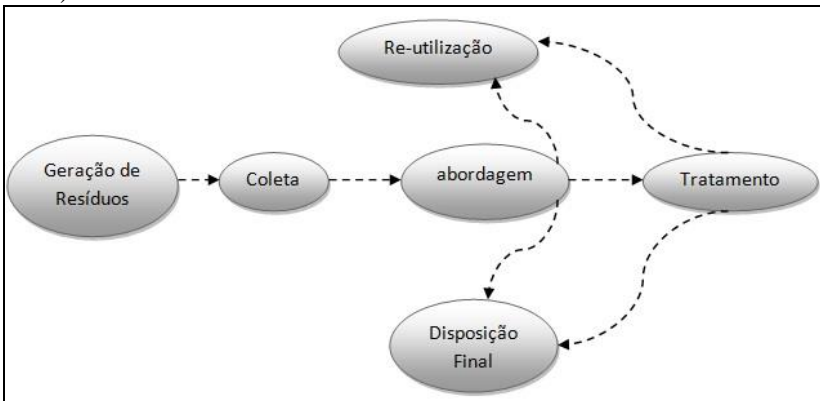 Re-utilização
Geração de
Resíduos
Coleta
abordagem
Tratamento
Disposição
Final